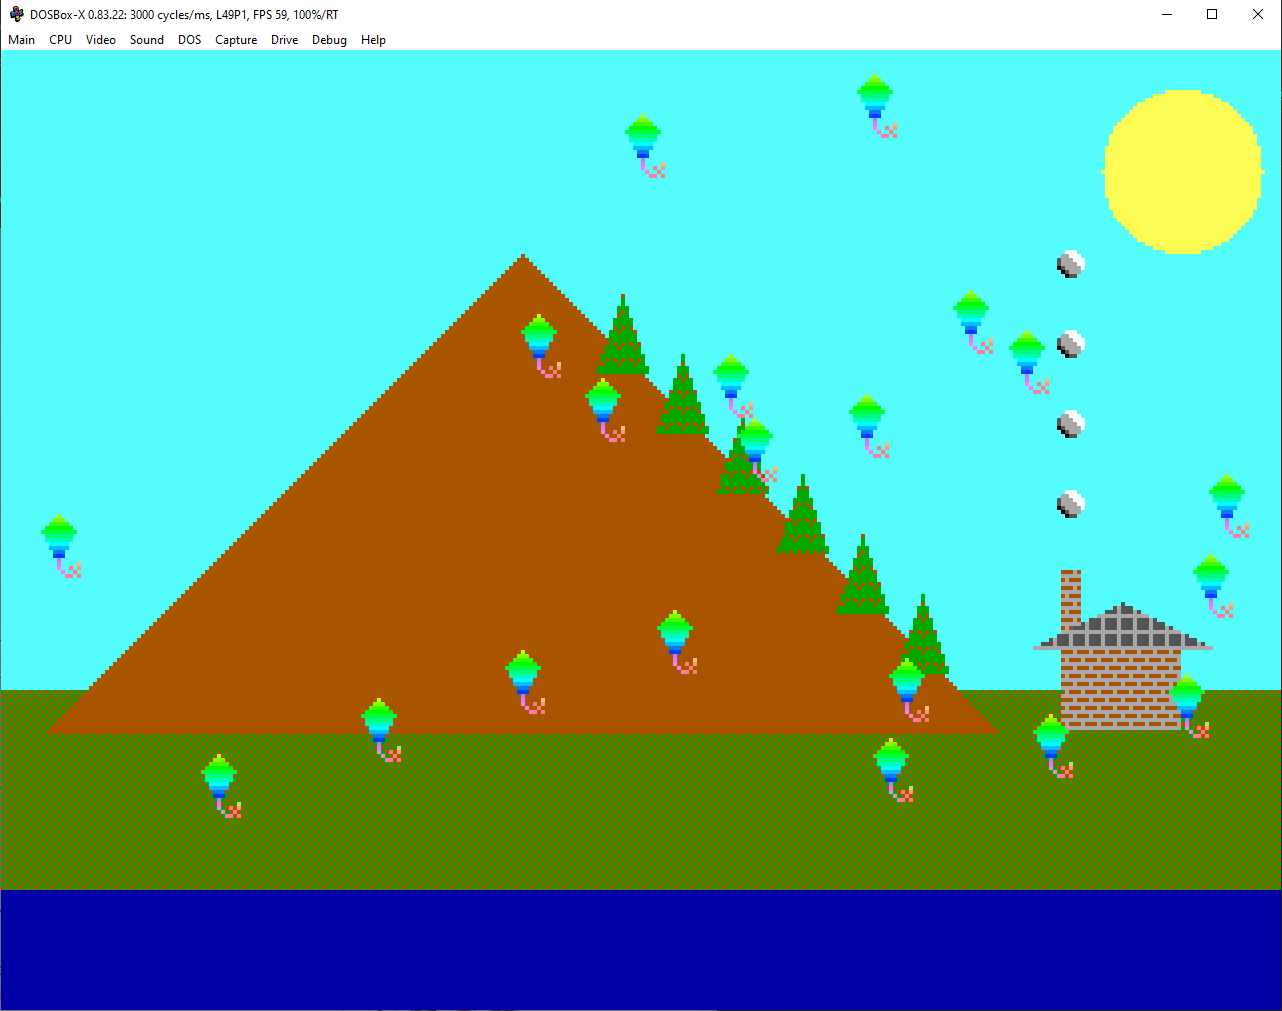 DOSBox-X 0.83.22: 3000 cycles/ms, L49P1, FPS 59, 100%/RT
Main CPU Video Sound DOS Capture Drive Debug Help